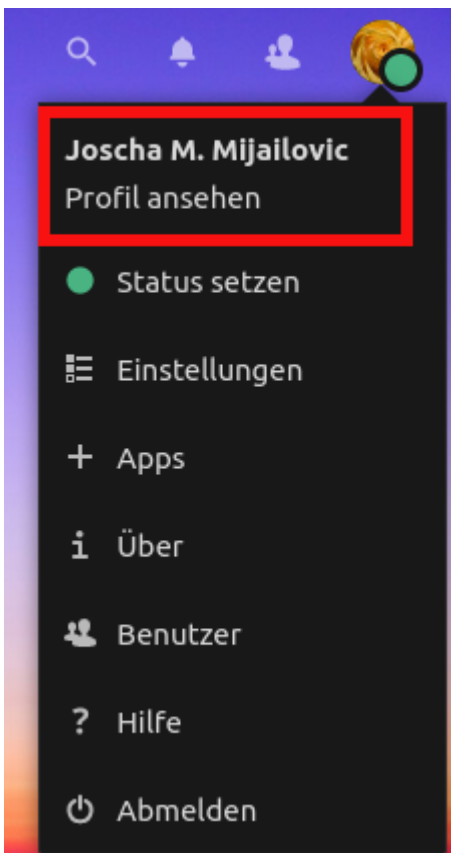 Joscha M. Mijailovic
Profil ansehen
Status setzen
Einstellungen
Apps
Über
Benutzer
Hilfe
Abmelden